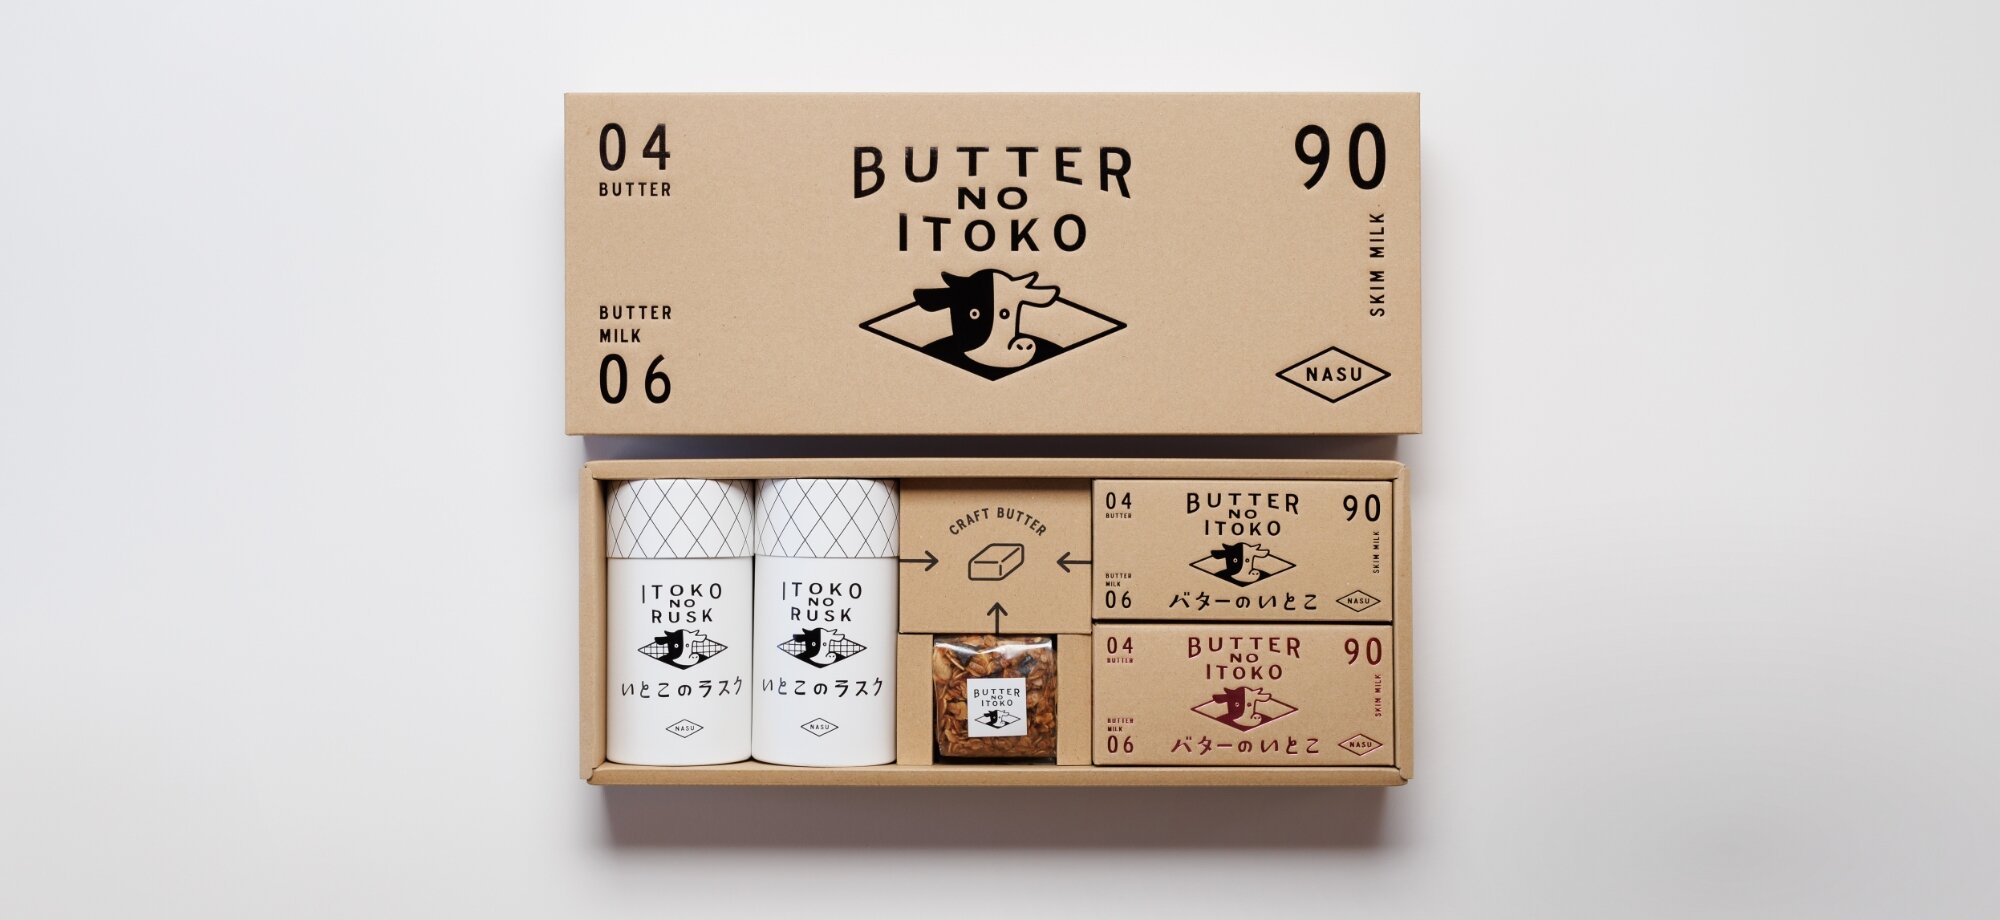 04
BUTTER
BUTTER
NO
ITOKO
90
SKIM MILK
BUTTER
MILK
06
NASU
ITOKO
NO
RUSK
いとこのラスク
NASU
ITOKO
NO
RUSK
いとこのラスク
NASU
CRAFT BUTTER
BUTTER
NO
ITOKO
04
BUTTER
BUTTER
NO
ITOKO
90
SKIM MILK
BUTTER
MILK
06
バターのいとこ
NASU
04
BUTTER
BUTTER
NO
ITOKO
90
SKIM MILK
BUTTER
MILK
06
バターのいとこ
NASU